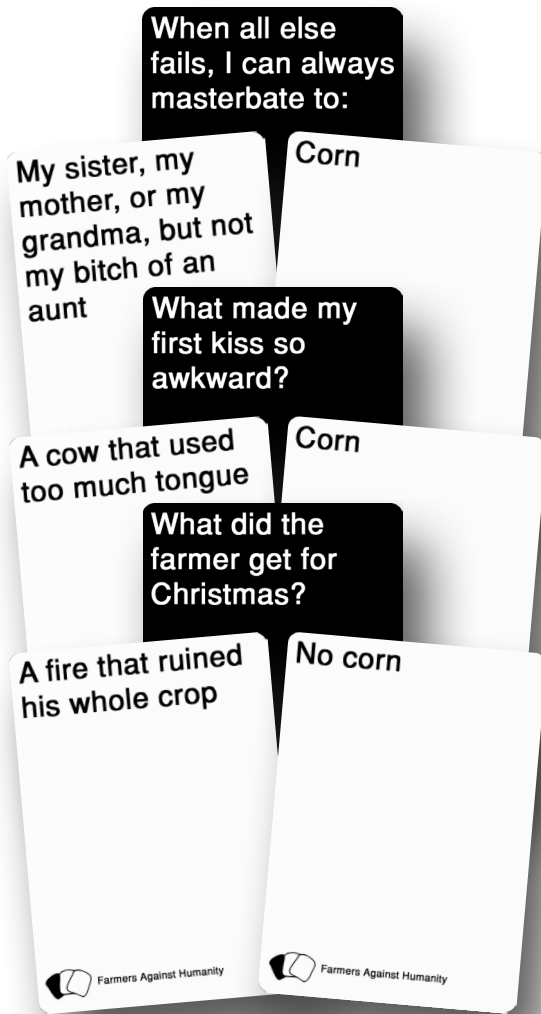 When all else
fails, I can always
masterbate to:
My sister, my
mother, or my
grandma, but not
my bitch of an
aunt
Corn
What made my
first kiss so
awkward?
A cow that used
too much tongue
Corn
What did the
farmer get for
Christmas?
A fire that ruined
his whole crop
No corn
Farmers Against Humanity
Farmers Against Humanity